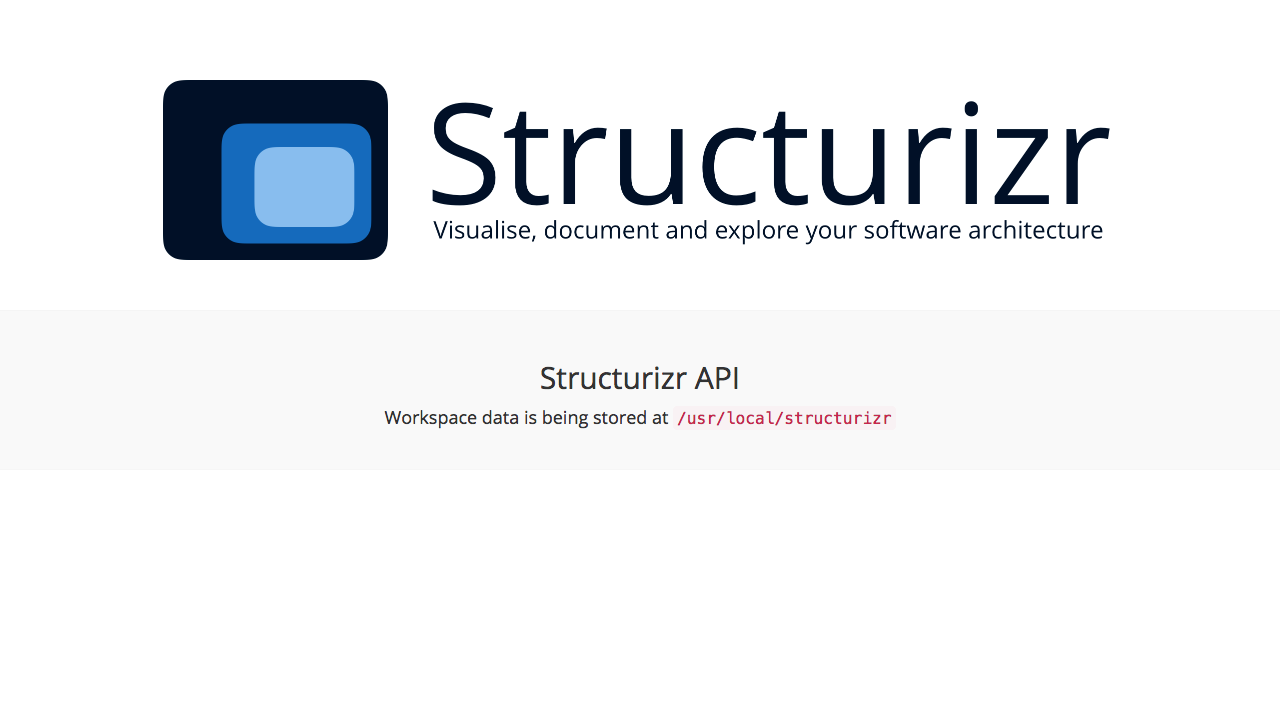 Structurizr
Visualise, document and explore your software architecture
Structurizr API
Workspace data is being stored at /usr/local/structurizr